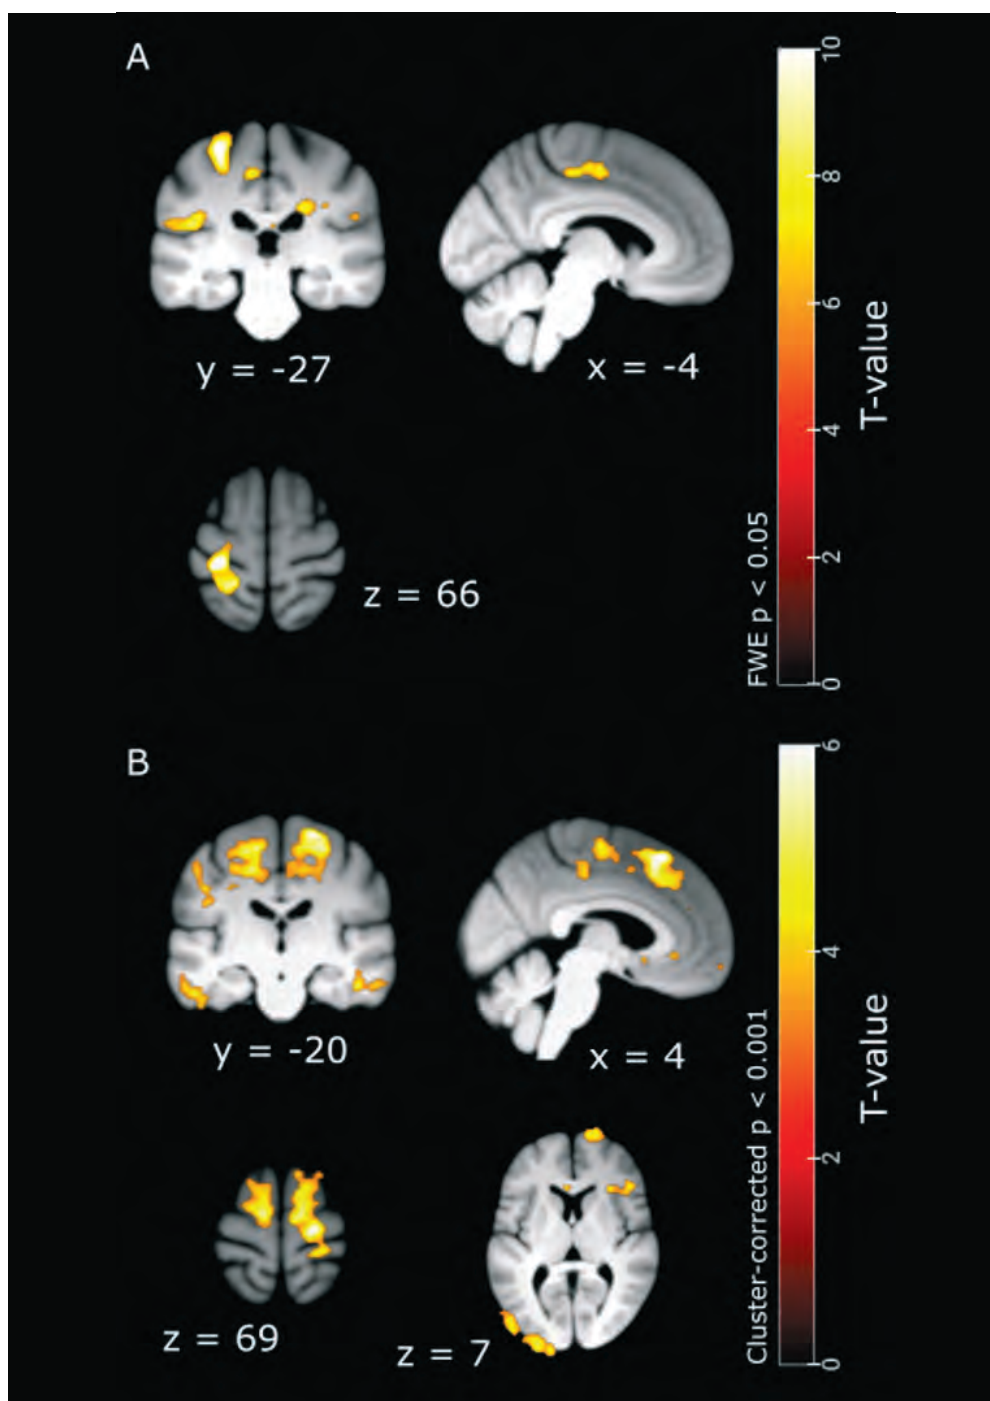 A
y = -27
x = -4
z = 66
10
8
6
4
2
0
T-value
FWE p < 0.05
B
y = -20
x = 4
z = 69
z = 7
6
4
2
0
T-value
Cluster-corrected p < 0.001